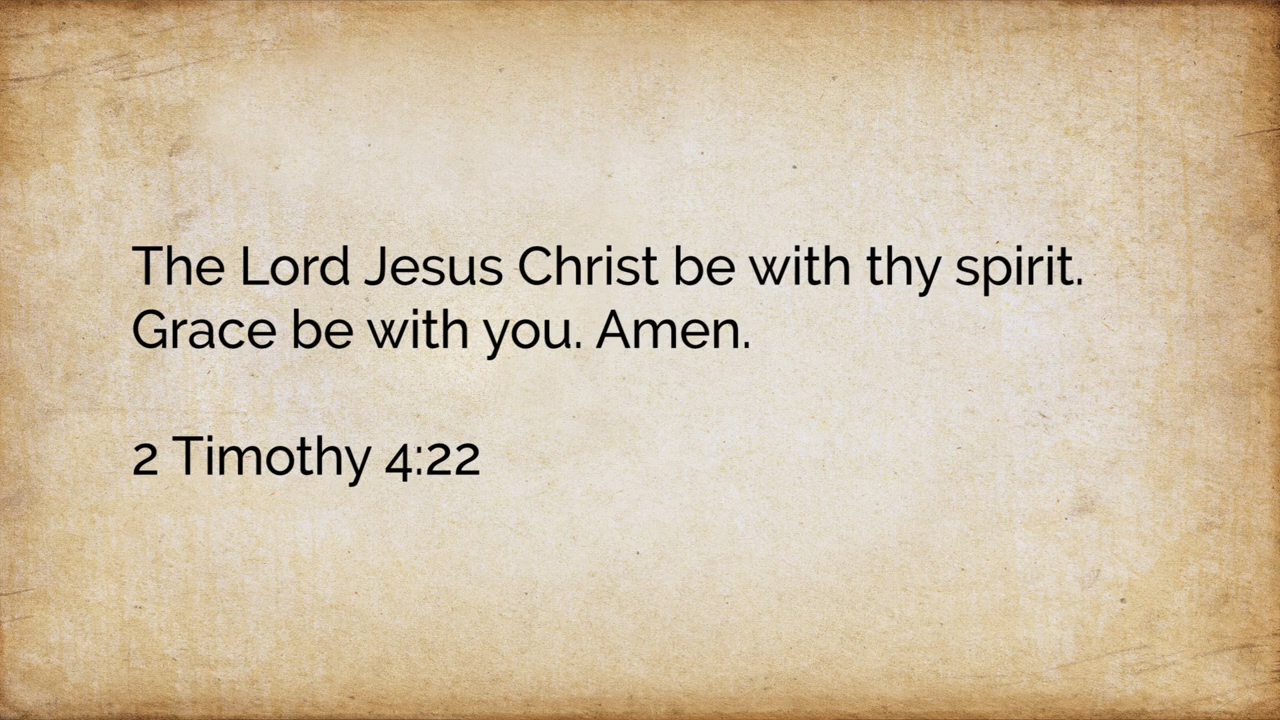 The Lord Jesus Christ be with thy spirit.
Grace be with you. Amen.
2 Timothy 4:22